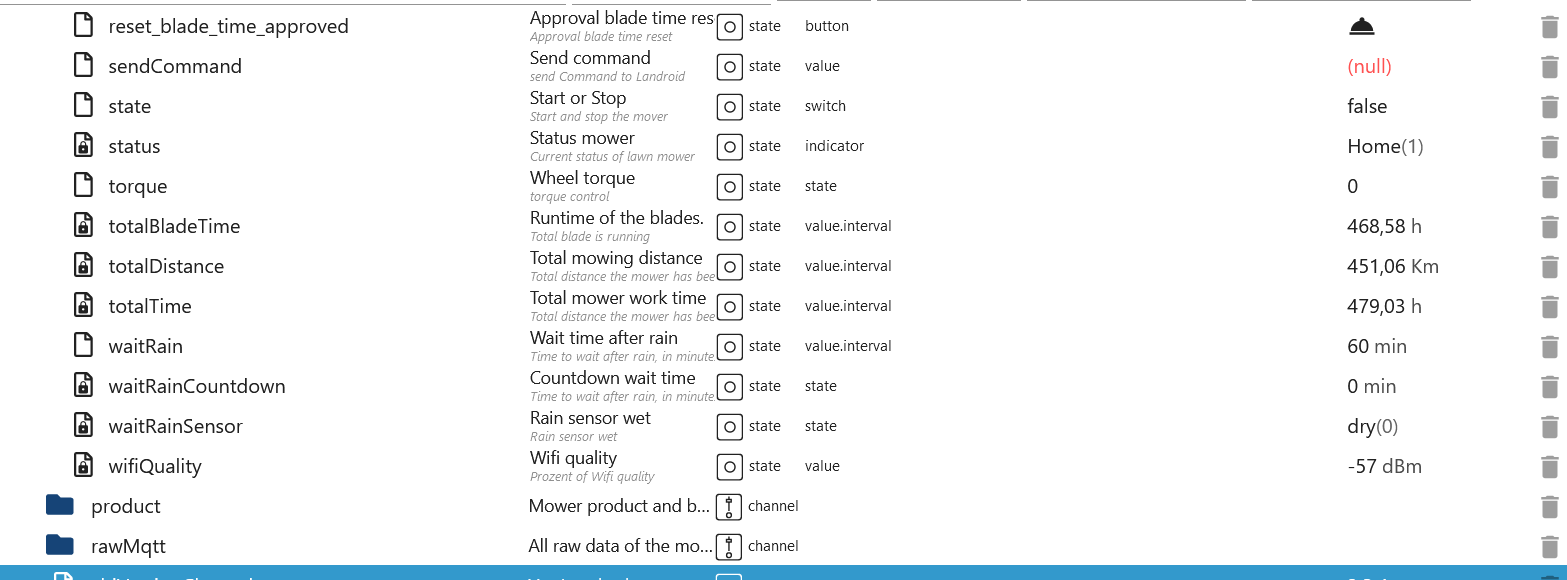 reset_blade_time_approved Approval blade time res state button
Approval blade time reset
sendCommand Send command state value (null)
send Command to Landroid
state Start or Stop state switch false
Start and stop the mover
status Status mower state indicator Home(1)
Current status of lawn mower
torque Wheel torque state state 0
torque control
totalBladeTime Runtime of the blades. state value.interval 468,58 h
Total blade is running
totalDistance Total mowing distance state value.interval 451,06 Km
Total distance the mower has bee
totalTime Total mower work time state value.interval 479,03 h
Total distance the mower has bee
waitRain Wait time after rain state value.interval 60 min
Time to wait after rain, in minute.
waitRainCountdown Countdown wait time state state 0 min
Time to wait after rain, in minute.
waitRainSensor Rain sensor wet state state dry(0)
Rain sensor wet
wifiQuality Wifi quality state value -57 dBm
Prozent of Wifi quality
product Mower product and b... channel
rawMqtt All raw data of the mo... channel